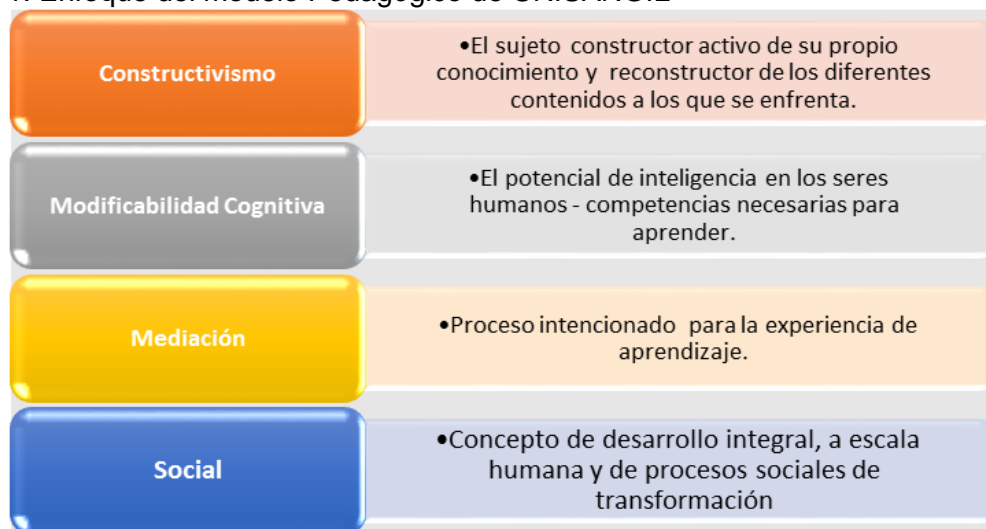 Constructivismo
•El sujeto constructor activo de su propio
conocimiento y reconstructor de los diferentes
contenidos a los que se enfrenta.
Modificabilidad Cognitiva
•El potencial de inteligencia en los seres
humanos - competencias necesarias para
aprender.
Mediación
•Proceso intencionado para la experiencia de
aprendizaje.
Social
•Concepto de desarrollo integral, a escala
humana y de procesos sociales de
transformación